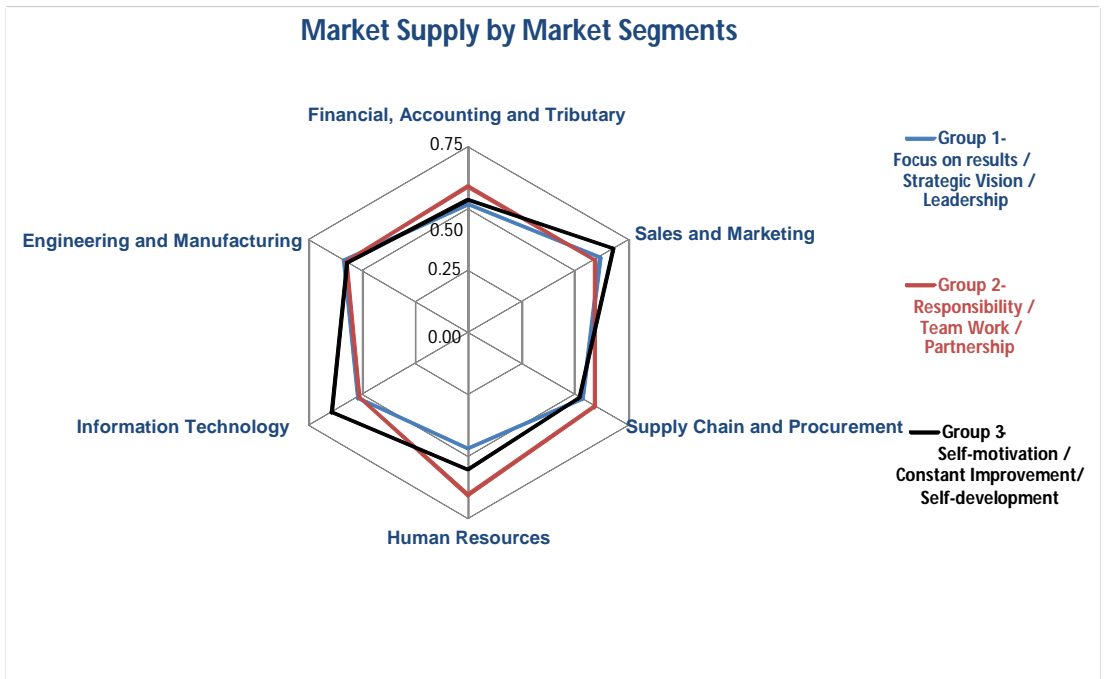 Market Supply by Market Segments
Financial, Accounting and Tributary
0.75
0.50
0.25
0.00
Sales and Marketing
Supply Chain and Procurement
Human Resources
Information Technology
Engineering and Manufacturing
Group 1-
Focus on results /
Strategic Vision /
Leadership
Group 2-
Responsibility /
Team Work /
Partnership
Group 3-
Self-motivation /
Constant Improvement/
Self-development